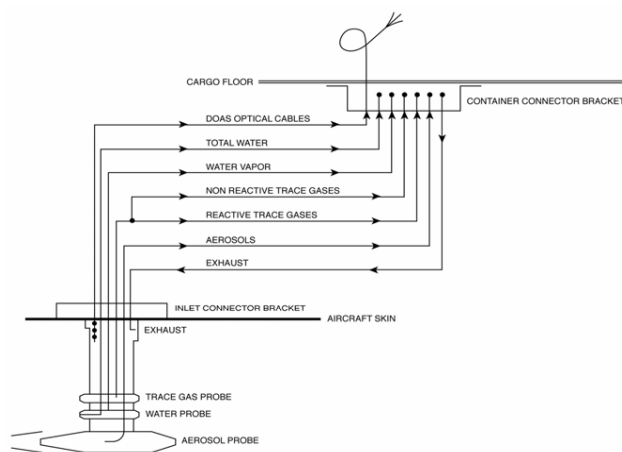 CARGO FLOOR
CONTAINER CONNECTOR BRACKET
DOAS OPTICAL CABLES
TOTAL WATER
WATER VAPOR
NON REACTIVE TRACE GASES
REACTIVE TRACE GASES
AEROSOLS
EXHAUST
INLET CONNECTOR BRACKET
AIRCRAFT SKIN
EXHAUST
TRACE GAS PROBE
WATER PROBE
AEROSOL PROBE